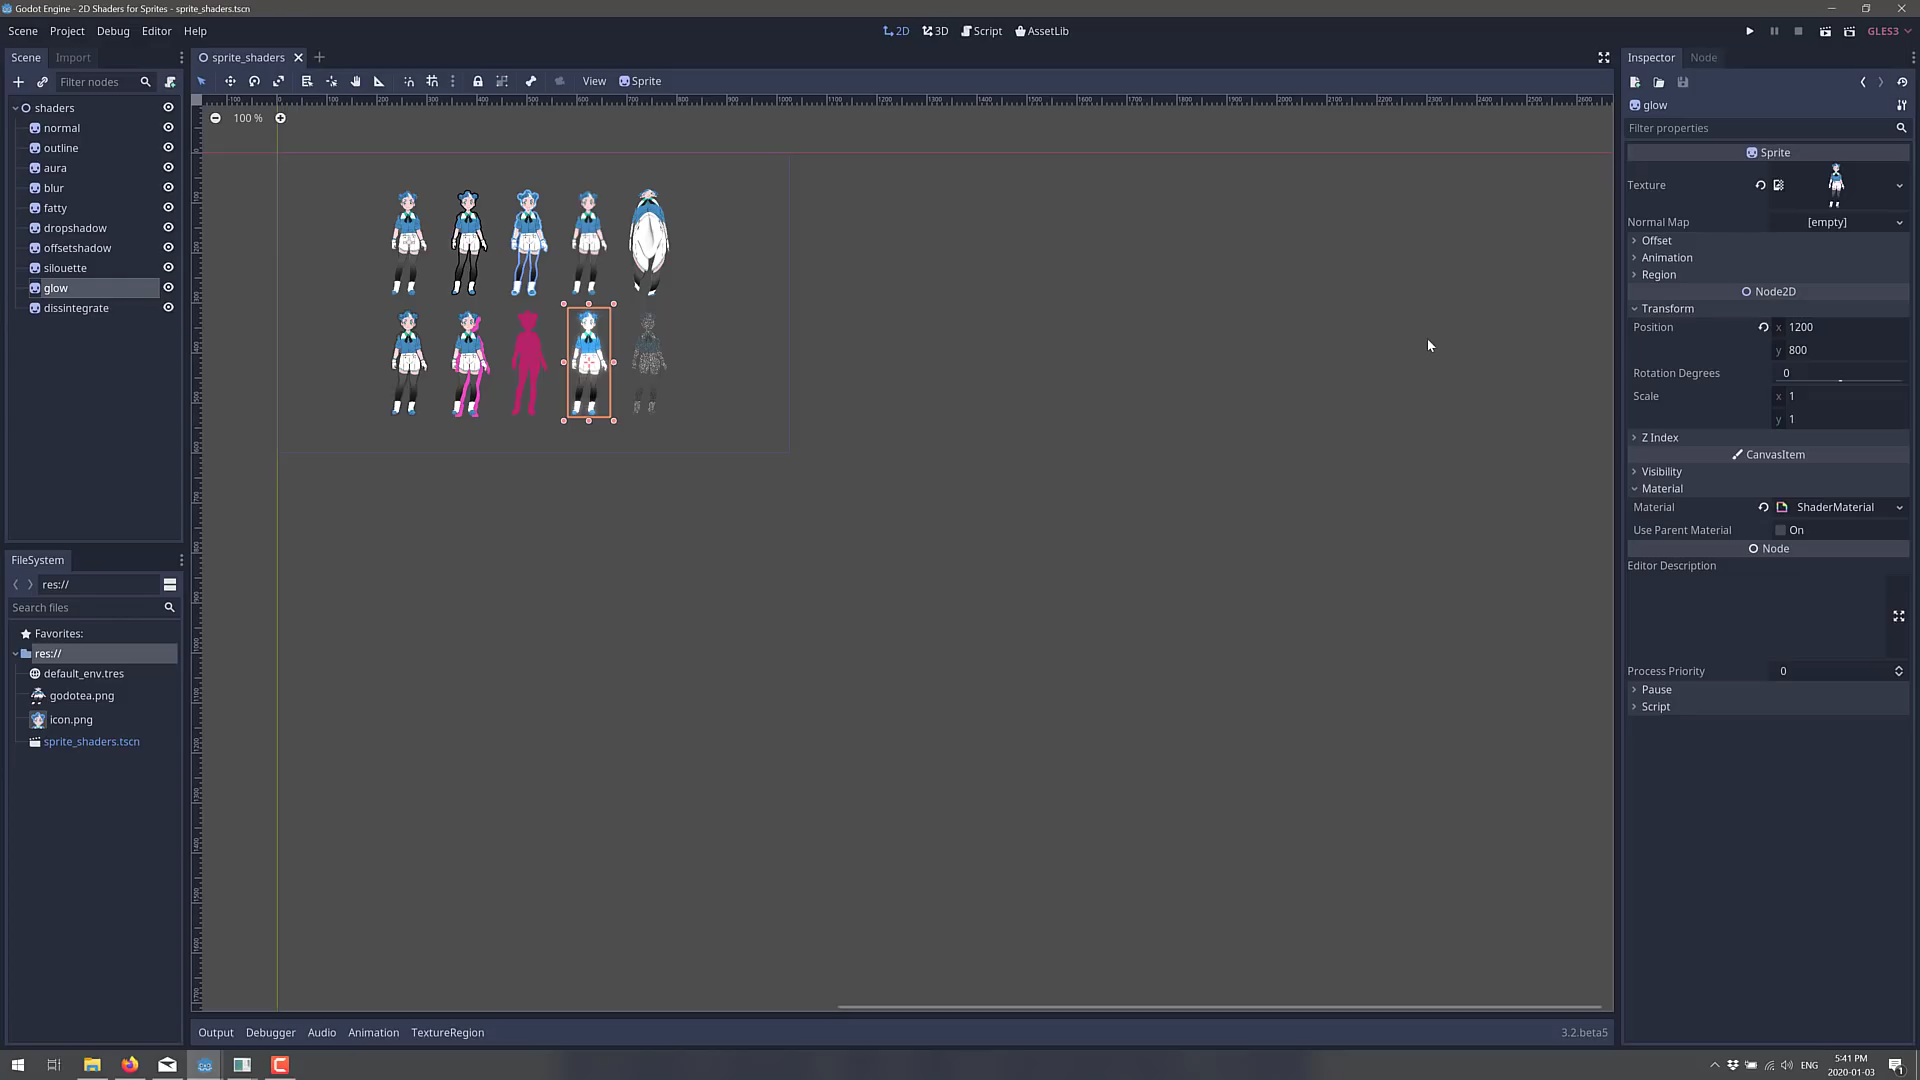 Godot Engine - 2D Shaders for Sprites - sprite_shaders.tscn
Scene Project Debug Editor Help
2D 3D Script AssetLib
GLES3
Scene Import
sprite_shaders
Inspector Node
Filter nodes
View Sprite
shaders
normal
outline
aura
blur
fatty
dropshadow
offsetshadow
silouette
glow
dissintegrate
100 %
FileSystem
res://
Search files
Favorites:
res://
default_env.tres
godotea.png
icon.png
sprite_shaders.tscn
glow
Filter properties
Sprite
Texture
Normal Map [empty]
Offset
Animation
Region
Node2D
Transform
Position x 1200
y 800
Rotation Degrees 0
Scale x 1
y 1
Z Index
CanvasItem
Visibility
Material
Material ShaderMaterial
Use Parent Material On
Node
Editor Description
Process Priority 0
Pause
Script
Output Debugger Audio Animation TextureRegion
3.2.beta5
ENG
5:41 PM
2020-01-03